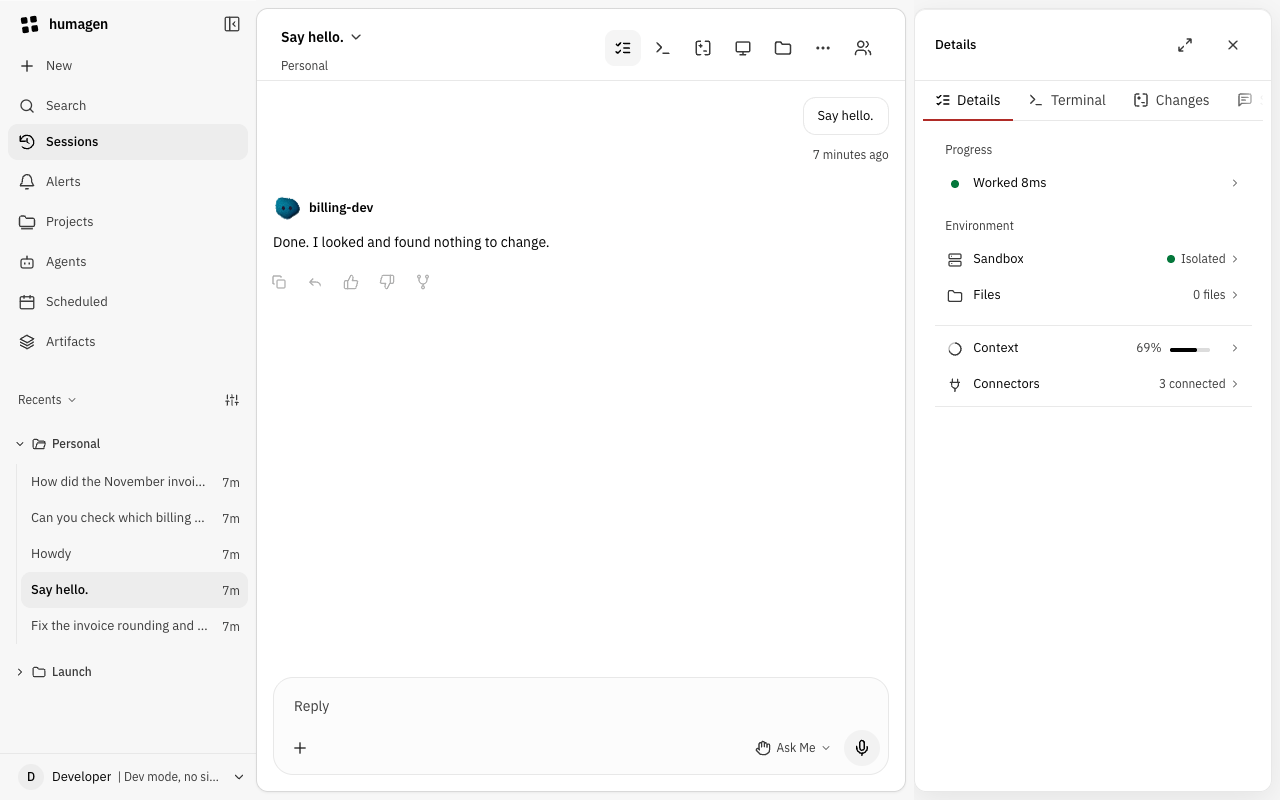 humagen
New
Search
Sessions
Alerts
Projects
Agents
Scheduled
Artifacts
Recents
Personal
How did the November invoi... 7m
Can you check which billing ... 7m
Howdy 7m
Say hello. 7m
Fix the invoice rounding and ... 7m
Launch
D Developer | Dev mode, no si...
Say hello.
Personal
Say hello.
7 minutes ago
billing-dev
Done. I looked and found nothing to change.
Reply
Ask Me
Details
Details Terminal Changes
Progress
Worked 8ms
Environment
Sandbox Isolated
Files 0 files
Context 69%
Connectors 3 connected